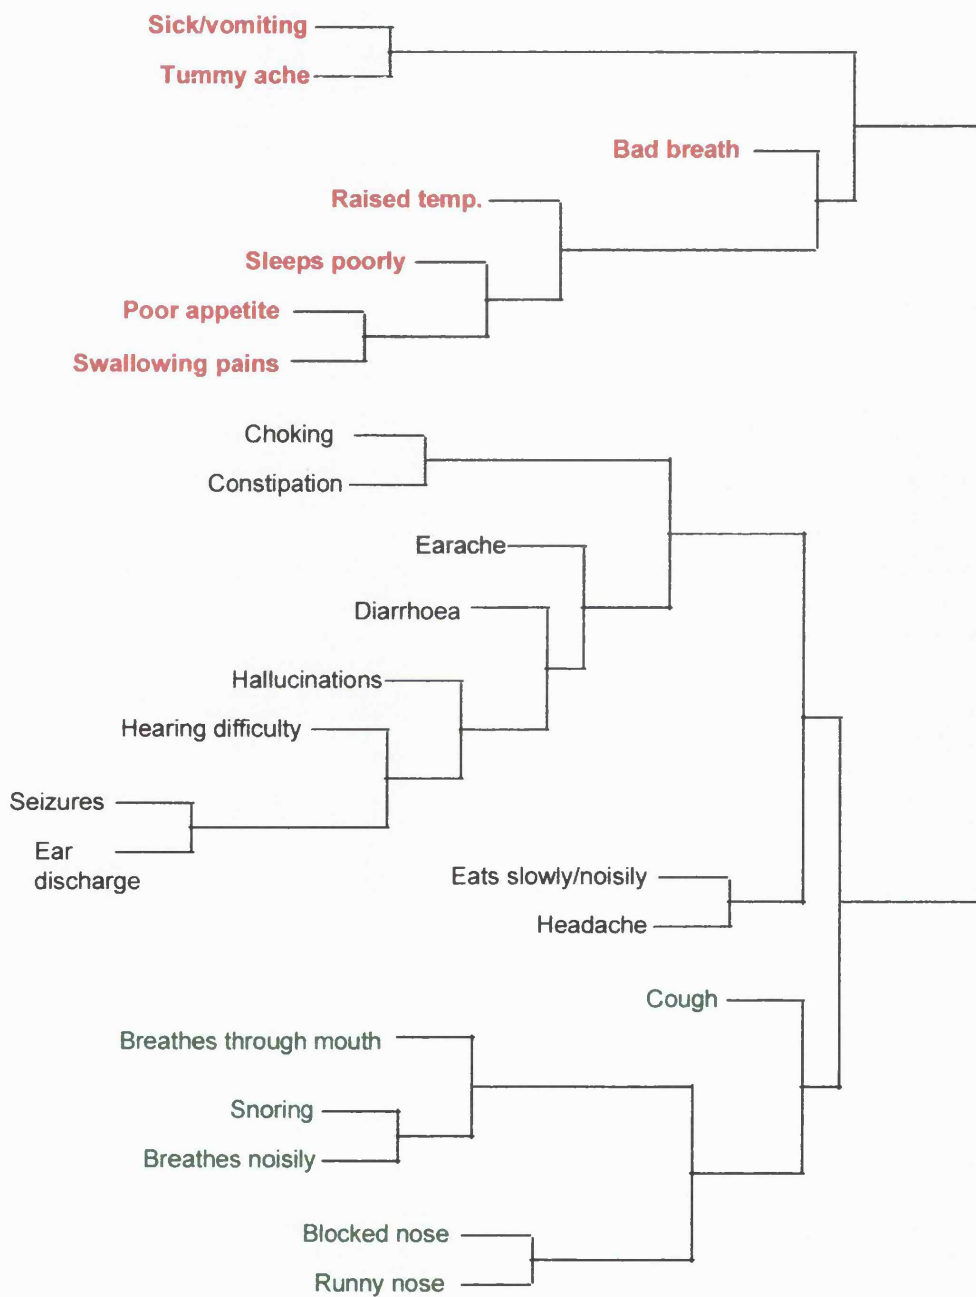 Sick/vomiting
Tummy ache
Bad breath
Raised temp.
Sleeps poorly
Poor appetite
Swallowing pains
Choking
Constipation
Earache
Diarrhoea
Hallucinations
Hearing difficulty
Seizures
Ear
discharge
Eats slowly/noisily
Headache
Cough
Breathes through mouth
Snoring
Breathes noisily
Blocked nose
Runny nose